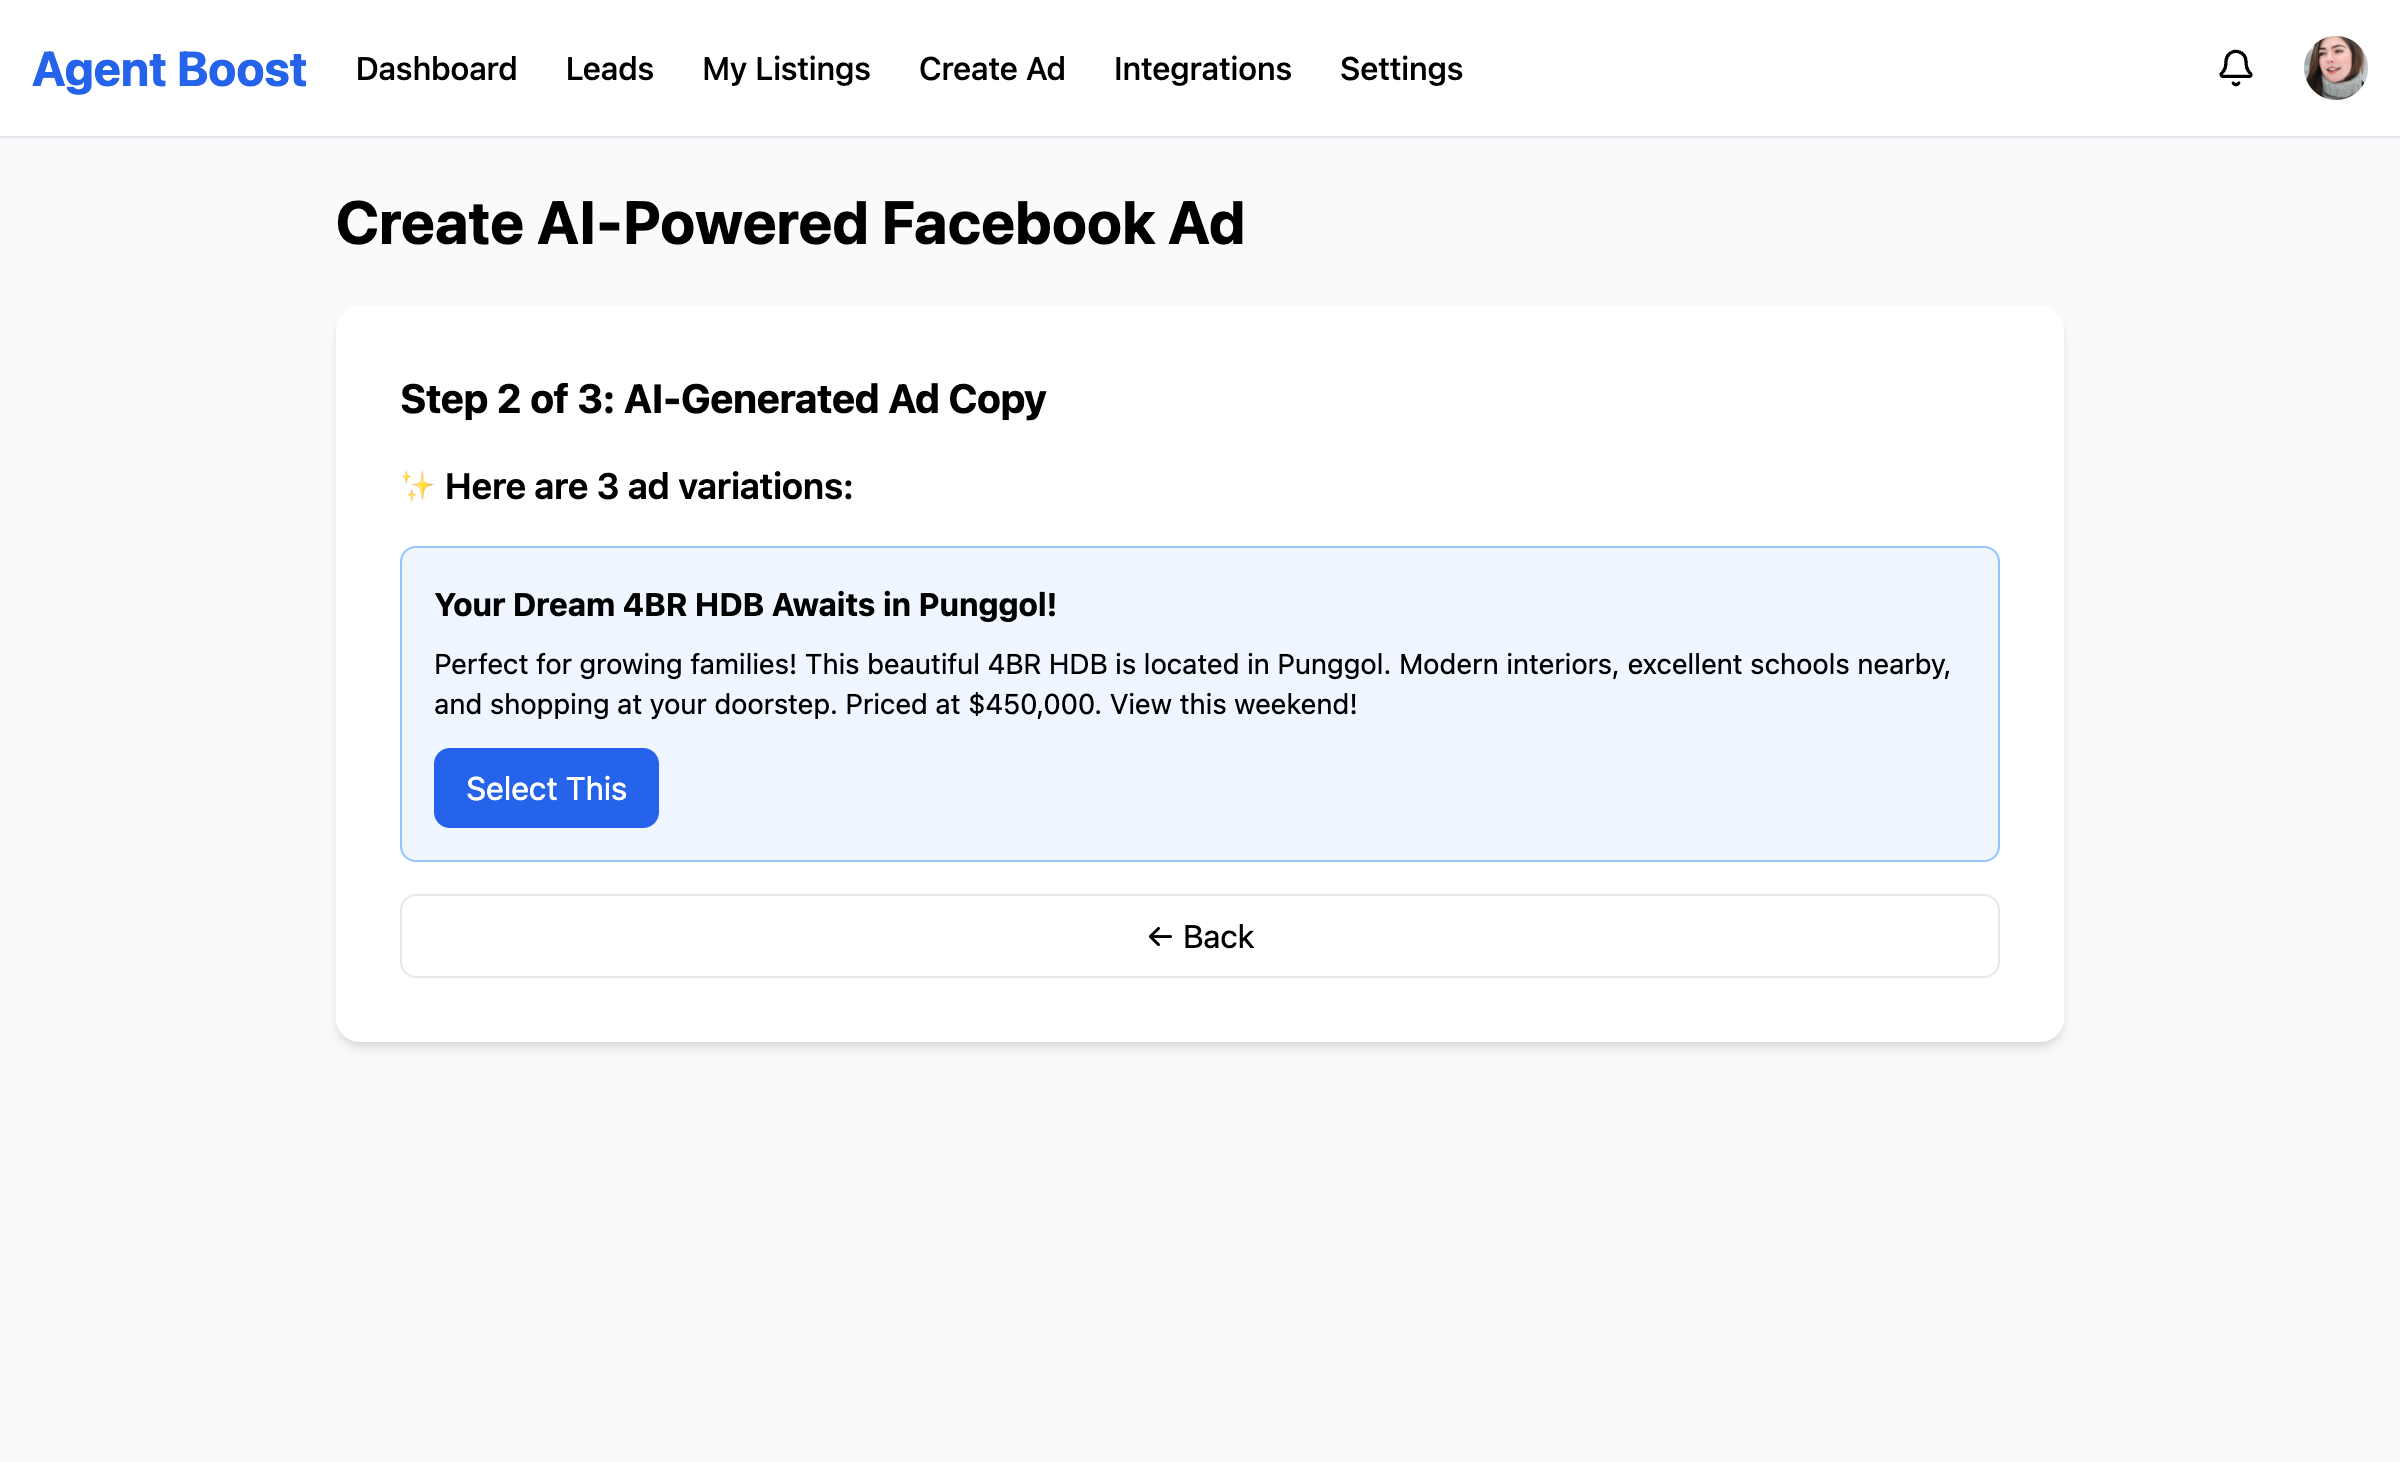 Agent Boost Dashboard Leads My Listings Create Ad Integrations Settings
Create AI-Powered Facebook Ad
Step 2 of 3: AI-Generated Ad Copy
✨ Here are 3 ad variations:
Your Dream 4BR HDB Awaits in Punggol!
Perfect for growing families! This beautiful 4BR HDB is located in Punggol. Modern interiors, excellent schools nearby,
and shopping at your doorstep. Priced at $450,000. View this weekend!
Select This
← Back